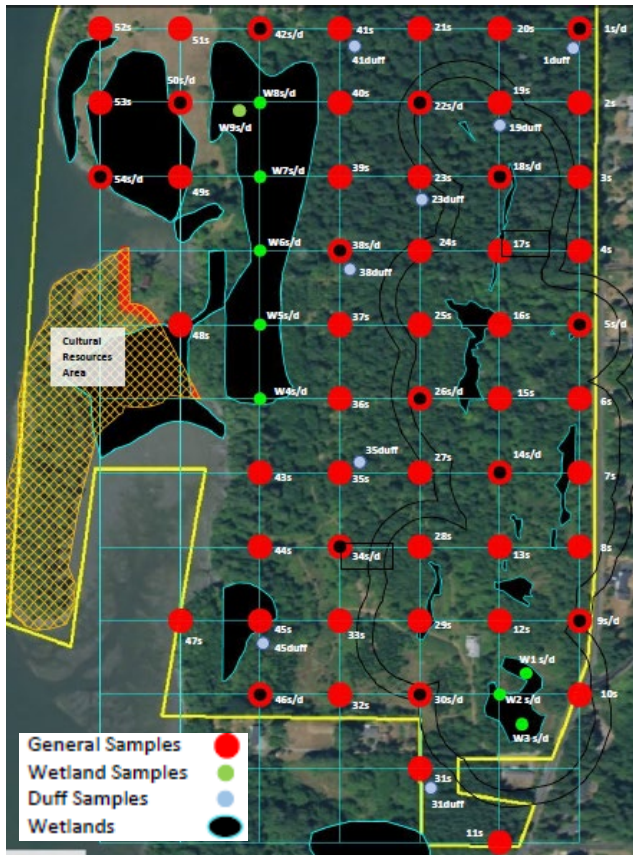 52s
51s
42s/d
41s
21s
20s
1s/d
41duff
1duff
50s/d
53s
W8s/d
40s
22s/d
19s
2s
W9s/d
19duff
54s/d
49s
W7s/d
39s
23s
18s/d
3s
23duff
W6s/d
38s/d
24s
17s
4s
38duff
Cultural
Resources
Area
48s
W5s/d
37s
25s
16s
5s/d
W4s/d
36s
26s/d
15s
6s
35duff
43s
35s
27s
14s/d
7s
44s
34s/d
28s
13s
8s
47s
45s
33s
29s
12s
9s/d
45duff
W1 s/d
46s/d
32s
30s/d
W2 s/d
10s
W3 s/d
General Samples
Wetland Samples
Duff Samples
Wetlands
31s
31duff
11s